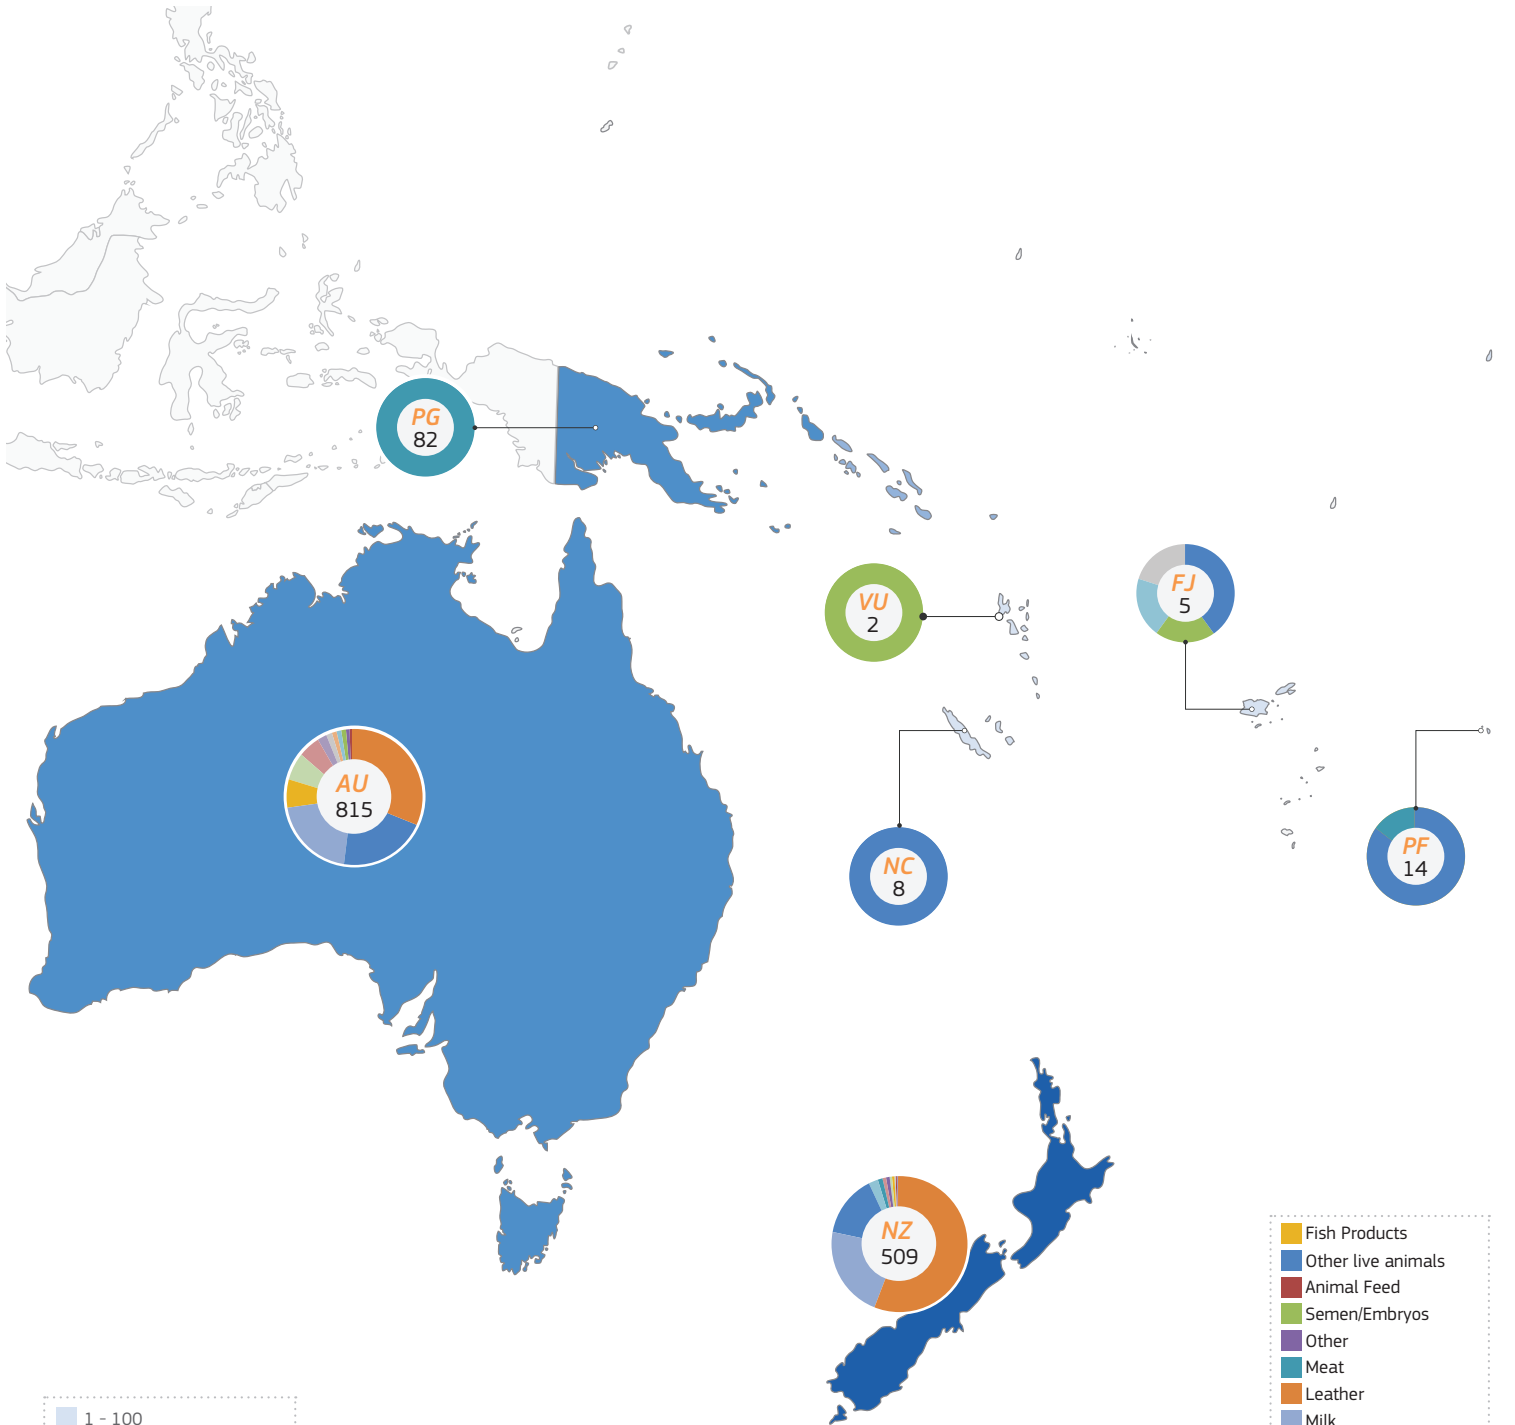 PG
82
VU
2
FJ
5
AU
815
NC
8
PF
14
NZ
509
Fish Products
Other live animals
Animal Feed
Semen/Embryos
Other
Meat
Leather
Milk
1 - 100